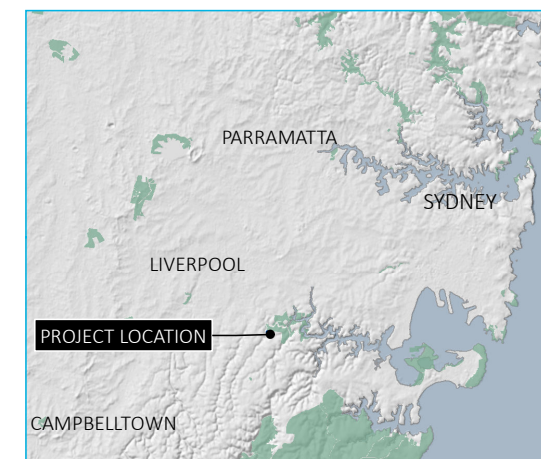 PARRAMATTA
SYDNEY
LIVERPOOL
PROJECT LOCATION
CAMPBELLTOWN